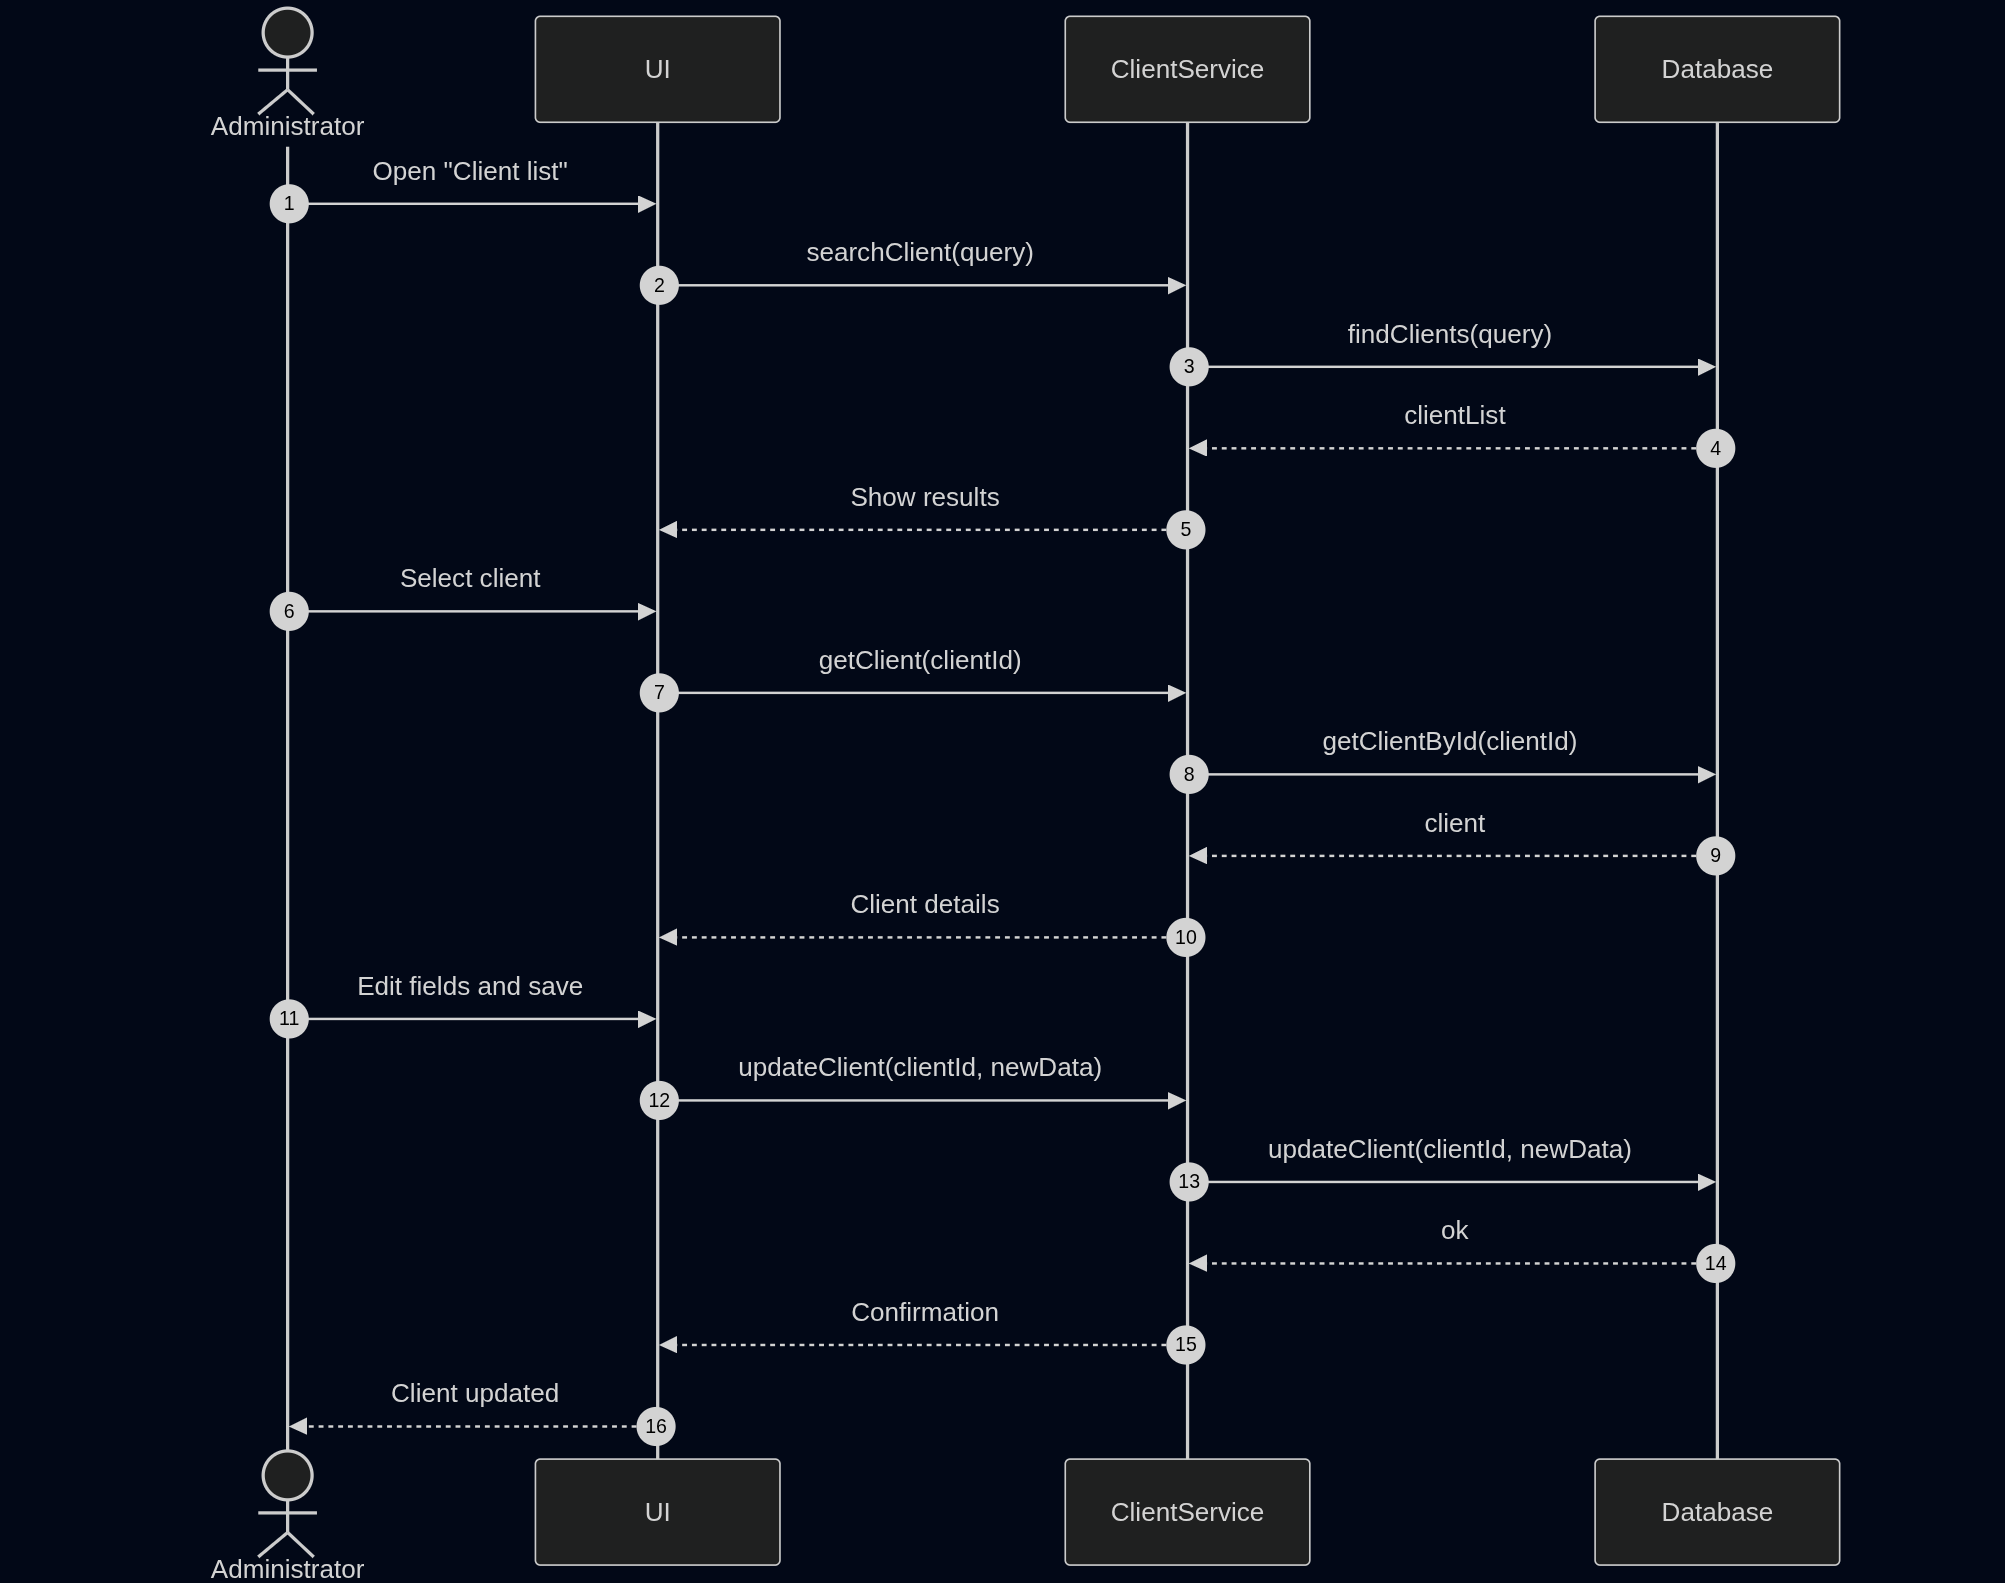 UI
ClientService
Database
Administrator
Open "Client list"
1
searchClient(query)
2
findClients(query)
3
clientList
4
Show results
5
Select client
6
getClient(clientId)
7
getClientById(clientId)
8
client
9
Client details
10
Edit fields and save
11
updateClient(clientId, newData)
12
updateClient(clientId, newData)
13
ok
14
Confirmation
15
Client updated
16
UI
ClientService
Database
Administrator